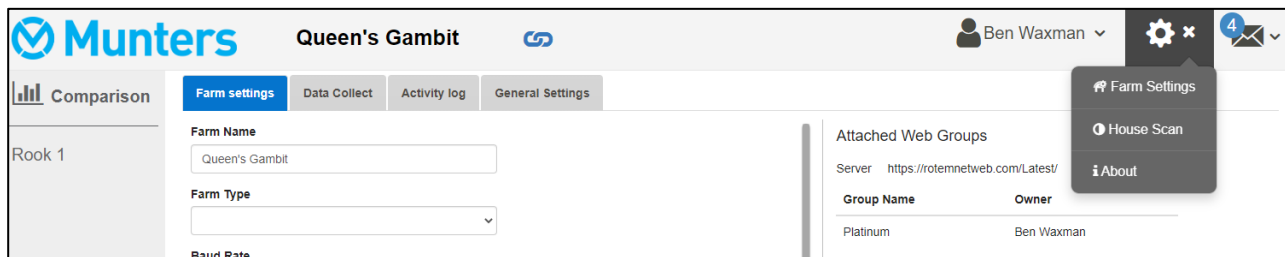 Munters
Queen's Gambit
Ben Waxman
4
Comparison
Rook 1
Farm settings
Data Collect
Activity log
General Settings
Farm Name
Queen's Gambit
Farm Type
Baud Rate
Attached Web Groups
Server https://rotemnetweb.com/Latest/
Group Name Owner
Platinum Ben Waxman
Farm Settings
House Scan
About